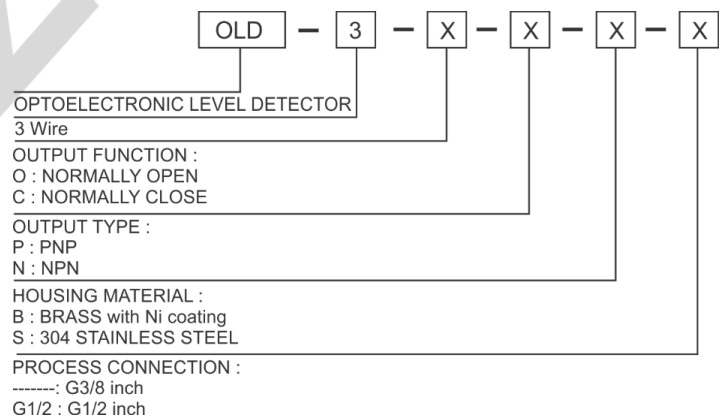 OLD – 3 – X – X – X – X
OPTOELECTRONIC LEVEL DETECTOR
3 Wire
OUTPUT FUNCTION :
O : NORMALLY OPEN
C : NORMALLY CLOSE
OUTPUT TYPE :
P : PNP
N : NPN
HOUSING MATERIAL :
B : BRASS with Ni coating
S : 304 STAINLESS STEEL
PROCESS CONNECTION :
-------: G3/8 inch
G1/2 : G1/2 inch